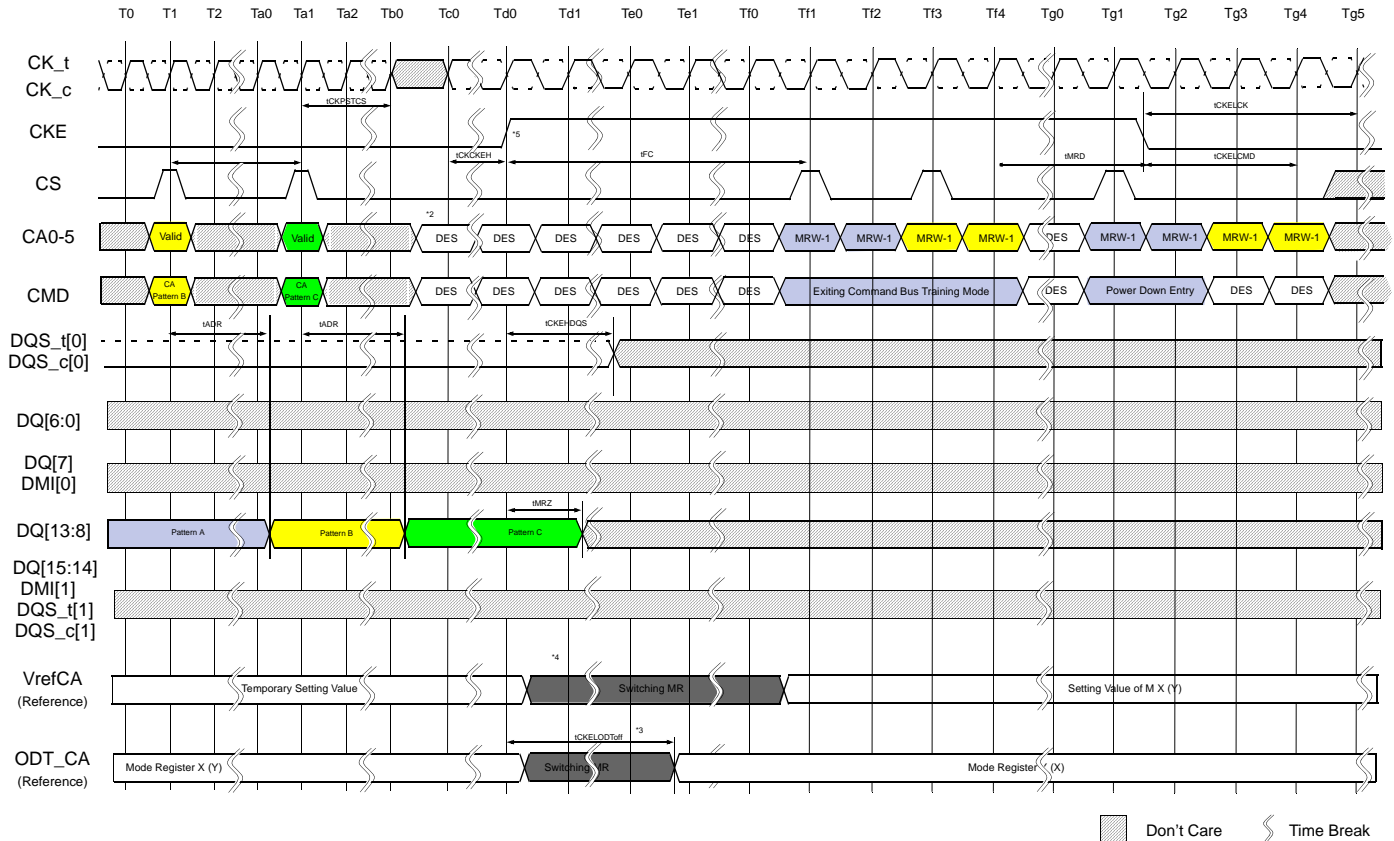 T0 T1 T2 Ta0 Ta1 Ta2 Tb0 Tc0 Td0 Td1 Te0 Te1 Tf0 Tf1 Tf2 Tf3 Tf4 Tg0 Tg1 Tg2 Tg3 Tg4 Tg5
CK_t
CK_c
tCKPSTCS tCKELCK
CKE *5
tCKCKEH tFC tMRD tCKELCMD
CS
*2
CA0-5 Valid Valid DES DES DES DES DES DES MRW-1 MRW-1 MRW-1 MRW-1 DES MRW-1 MRW-1 MRW-1 MRW-1
CMD CA Pattern B CA Pattern C DES DES DES DES DES DES Exiting Command Bus Training Mode DES Power Down Entry DES DES
tADR tADR tCKEHDQS
DQS_t[0]
DQS_c[0]
DQ[6:0]
DQ[7]
DMI[0]
tMRZ
DQ[13:8] Pattern A Pattern B Pattern C
DQ[15:14]
DMI[1]
DQS_t[1]
DQS_c[1]
*4
VrefCA
(Reference) Temporary Setting Value Switching MR Setting Value of M X (Y)
tCKELODToff *3
ODT_CA
(Reference) Mode Register X (Y) Switching MR Mode Register (X)
Don't Care Time Break